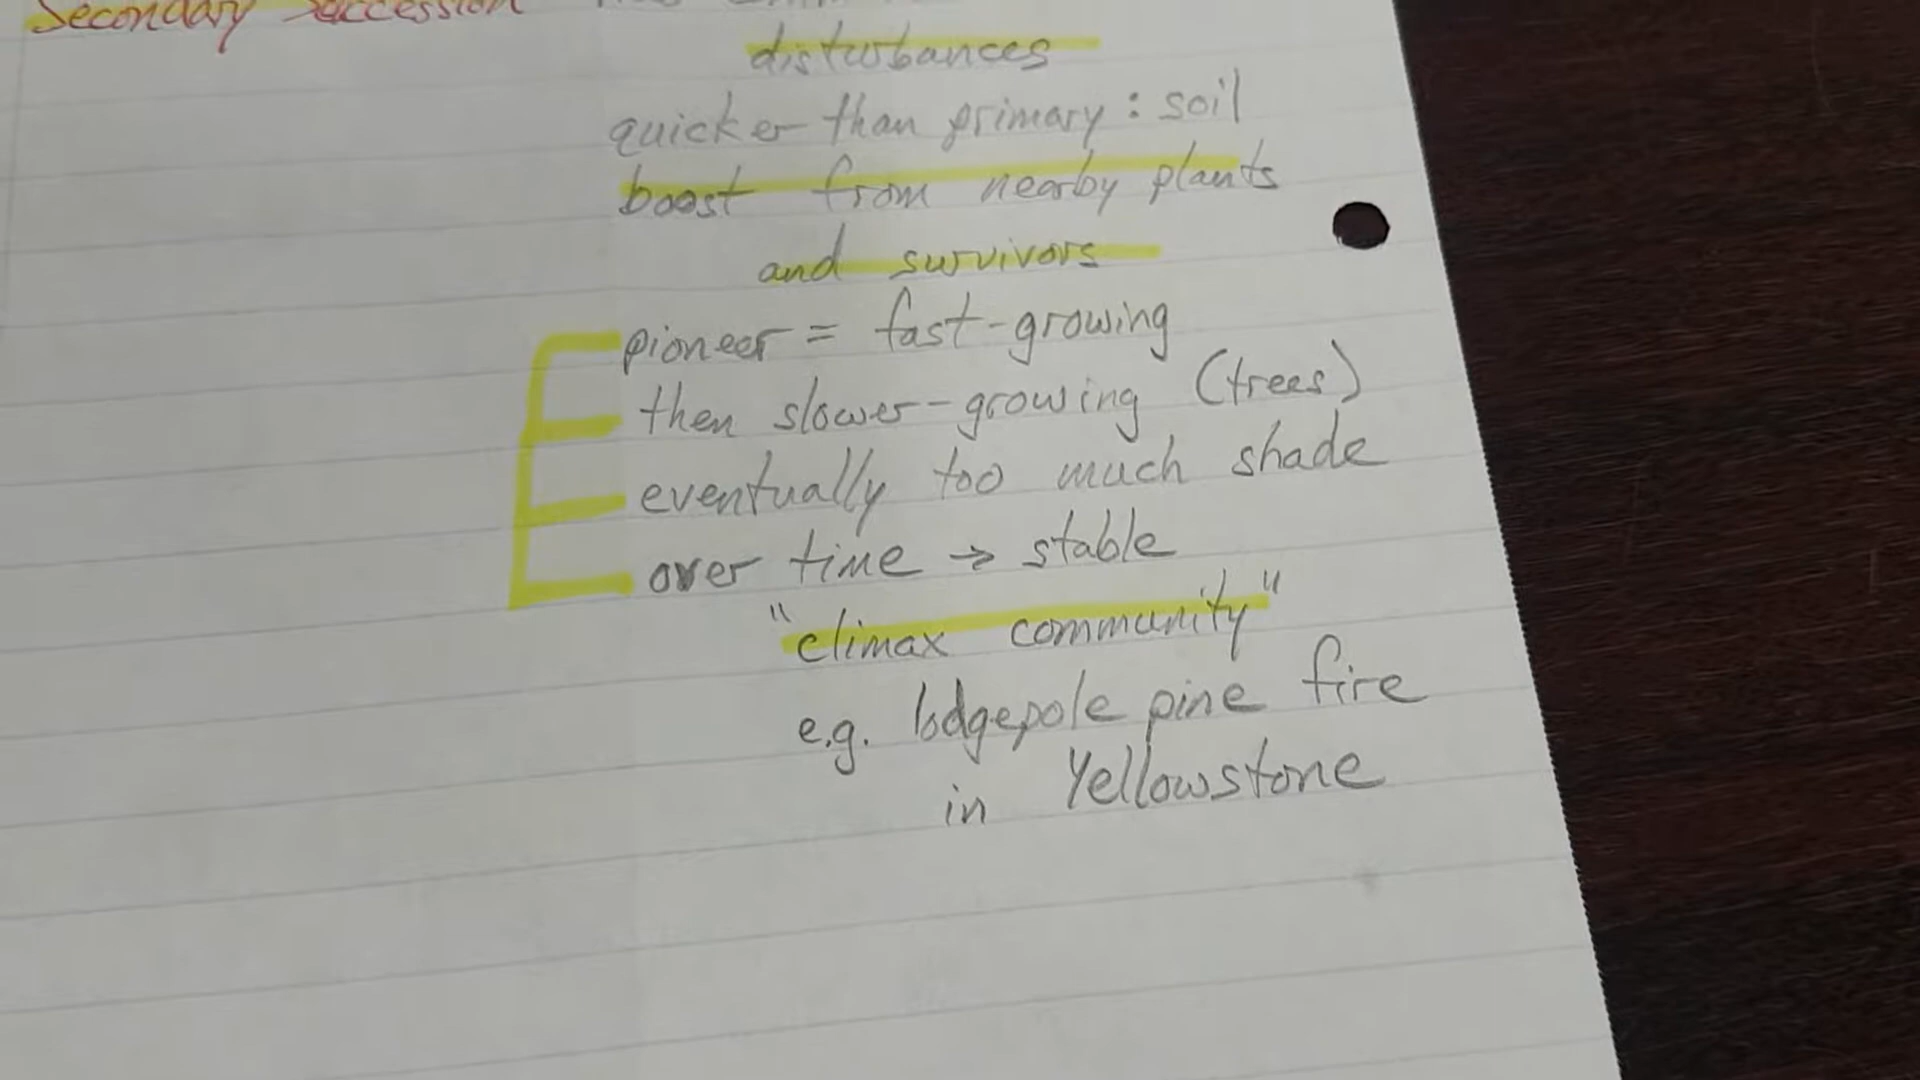 Secondary Succession
disturbances
quicker than primary : soil
boost from nearby plants
and survivors
pioneer = fast-growing
then slower-growing (trees)
eventually too much shade
over time → stable
"climax community"
e.g. lodgepole pine fire
in Yellowstone